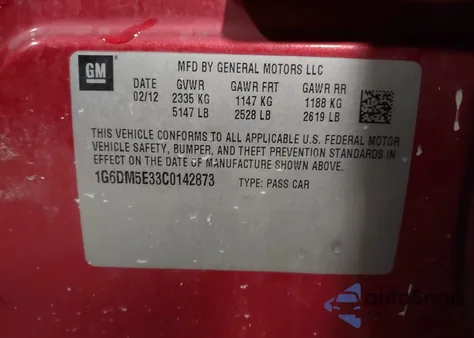 GM
MFD BY GENERAL MOTORS LLC
DATE GVWR GAWR FRT GAWR RR
02/12 2335 KG 1147 KG 1188 KG
5147 LB 2528 LB 2619 LB
THIS VEHICLE CONFORMS TO ALL APPLICABLE U.S. FEDERAL MOTOR
VEHICLE SAFETY, BUMPER, AND THEFT PREVENTION STANDARDS IN
EFFECT ON THE DATE OF MANUFACTURE SHOWN ABOVE.
1G6DM5E33C0142873 TYPE: PASS CAR
autoSnap